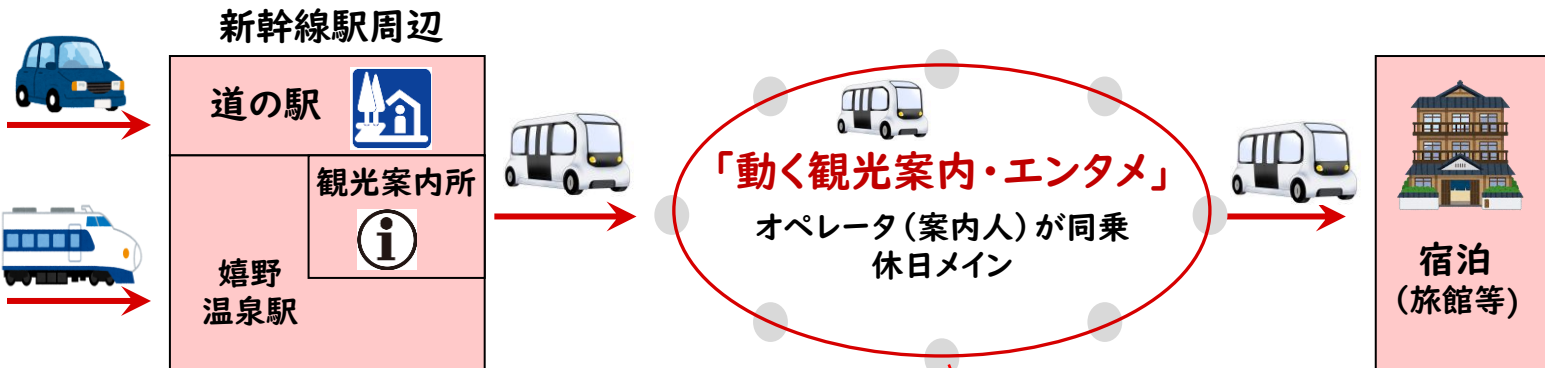 新幹線駅周辺
道の駅
観光案内所
嬉野
温泉駅
「動く観光案内・エンタメ」
オペレータ(案内人)が同乗
休日メイン
宿泊
(旅館等)